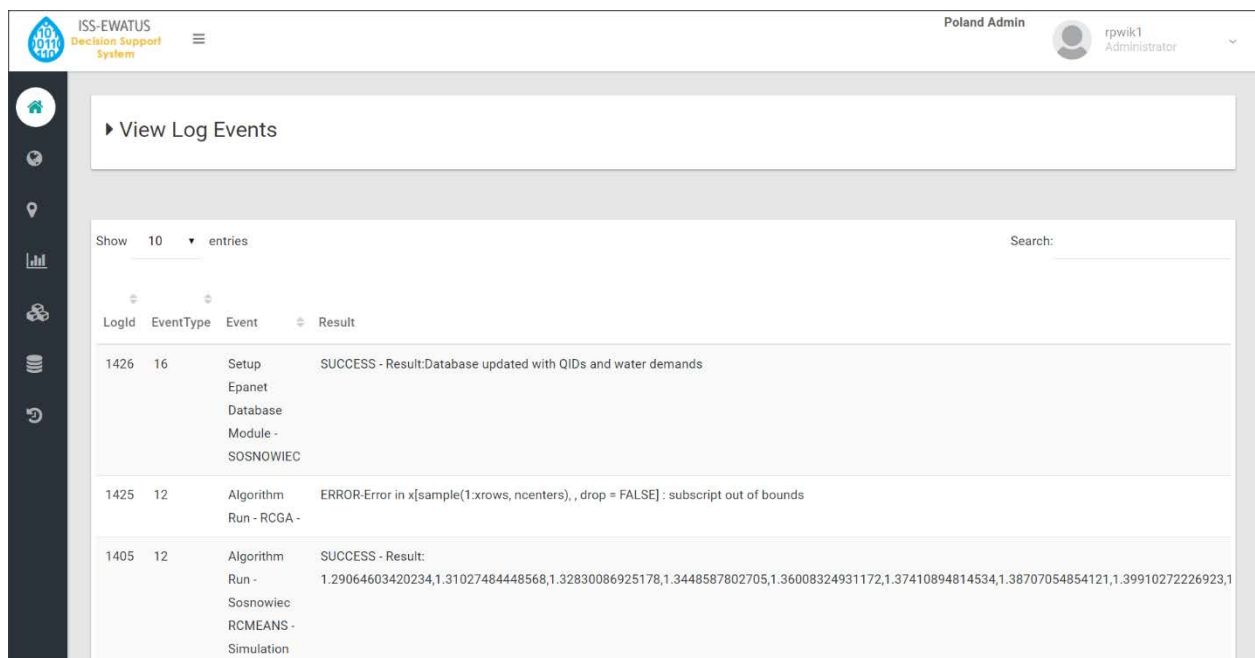 ISS-EWATUS
Decision Support
System
101
0011
110
Poland Admin
rpwik1
Administrator
View Log Events
Show 10 entries
Search:
LogId EventType Event Result
1426 16 Setup SUCCESS - Result:Database updated with QIDs and water demands
Epanet
Database
Module -
SOSNOWIEC
1425 12 Algorithm ERROR-Error in x[sample(1:xrows, ncenters), , drop = FALSE] : subscript out of bounds
Run - RCGA -
1405 12 Algorithm SUCCESS - Result:
Run - 1.29064603420234,1.31027484448568,1.32830086925178,1.3448587802705,1.36008324931172,1.37410894814534,1.38707054854121,1.39910272226923,1
Sosnowiec
RCMEANS -
Simulation